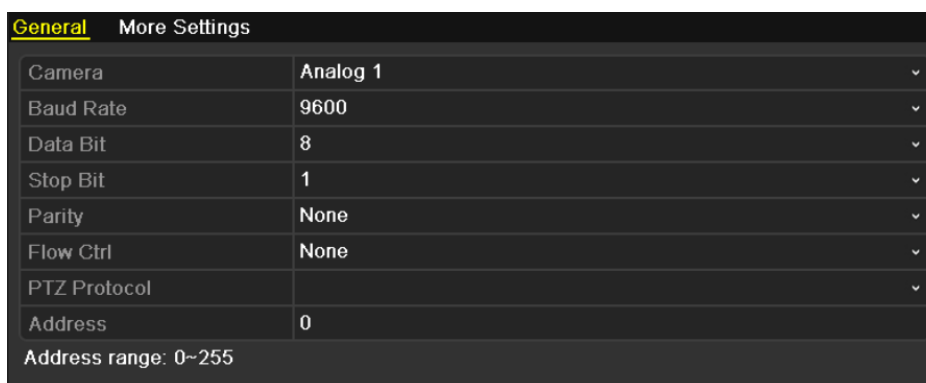 General More Settings
Camera Analog 1
Baud Rate 9600
Data Bit 8
Stop Bit 1
Parity None
Flow Ctrl None
PTZ Protocol
Address 0
Address range: 0~255